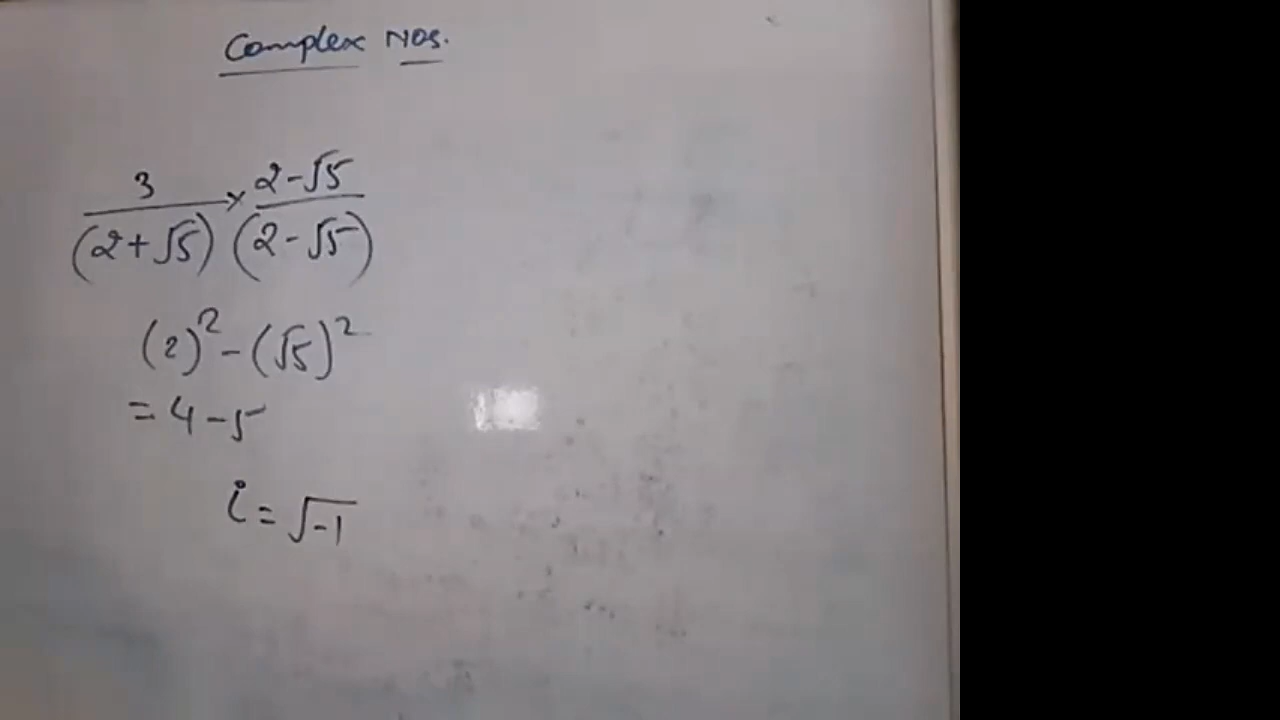 Complex Nos.
3/(2+√5) × 2-√5/(2-√5)
(2)² - (√5)²
= 4 - 5
i = √-1